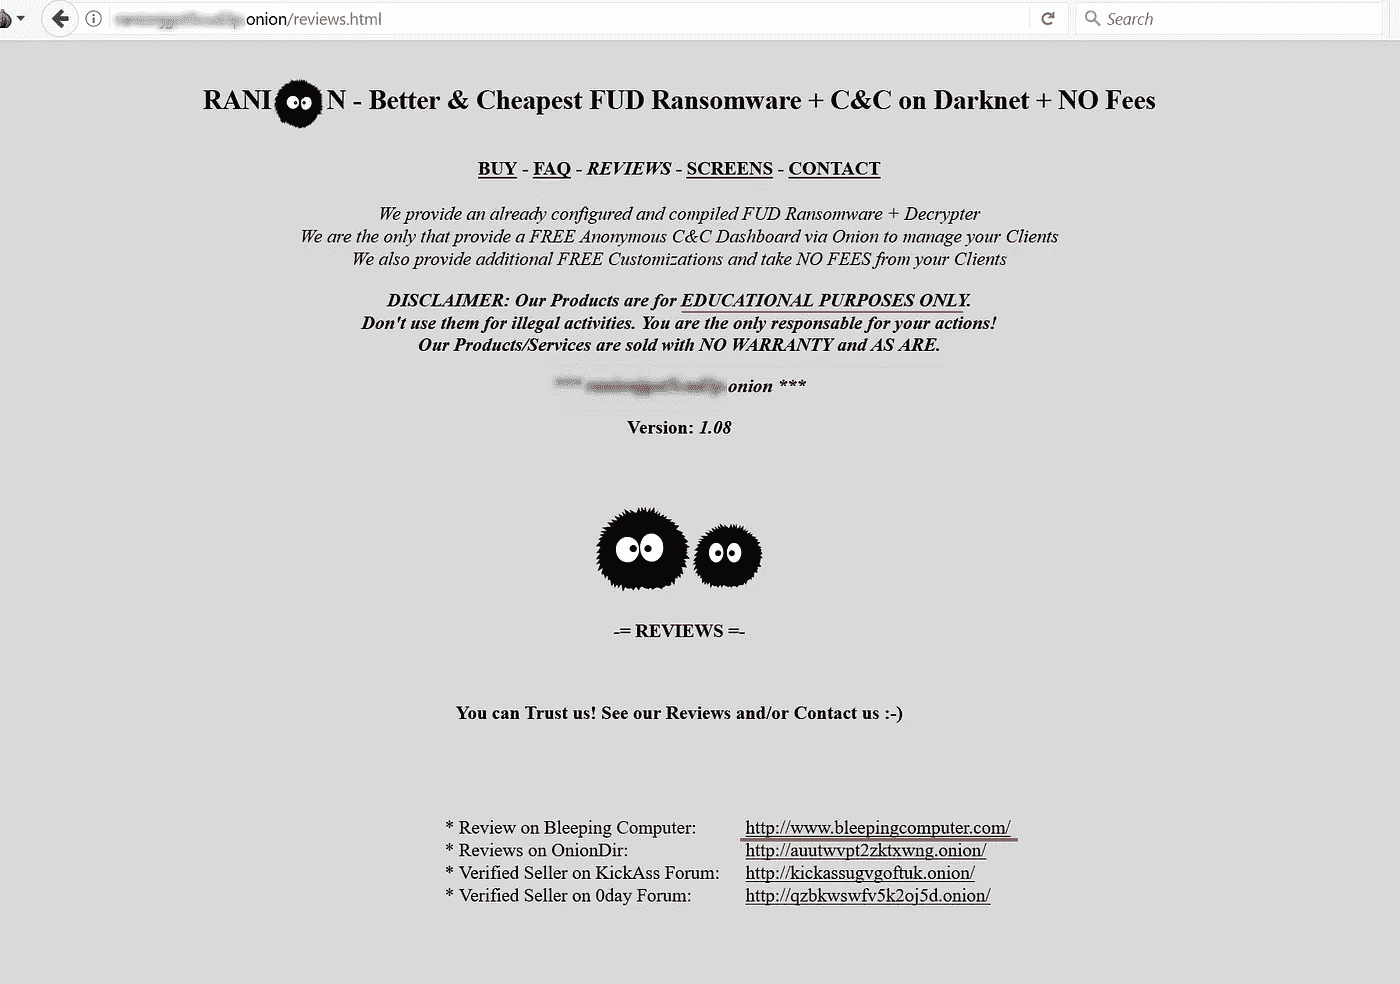 onion/reviews.html
Search
RANI N - Better & Cheapest FUD Ransomware + C&C on Darknet + NO Fees
BUY - FAQ - REVIEWS - SCREENS - CONTACT
We provide an already configured and compiled FUD Ransomware + Decrypter
We are the only that provide a FREE Anonymous C&C Dashboard via Onion to manage your Clients
We also provide additional FREE Customizations and take NO FEES from your Clients
DISCLAIMER: Our Products are for EDUCATIONAL PURPOSES ONLY.
Don't use them for illegal activities. You are the only responsable for your actions!
Our Products/Services are sold with NO WARRANTY and AS ARE.
onion ***
Version: 1.08
-= REVIEWS =-
You can Trust us! See our Reviews and/or Contact us :-)
* Review on Bleeping Computer: http://www.bleepingcomputer.com/
* Reviews on OnionDir: http://auutwvpt2zktxwng.onion/
* Verified Seller on KickAss Forum: http://kickassugvgoftuk.onion/
* Verified Seller on 0day Forum: http://qzbkwswfv5k2oj5d.onion/